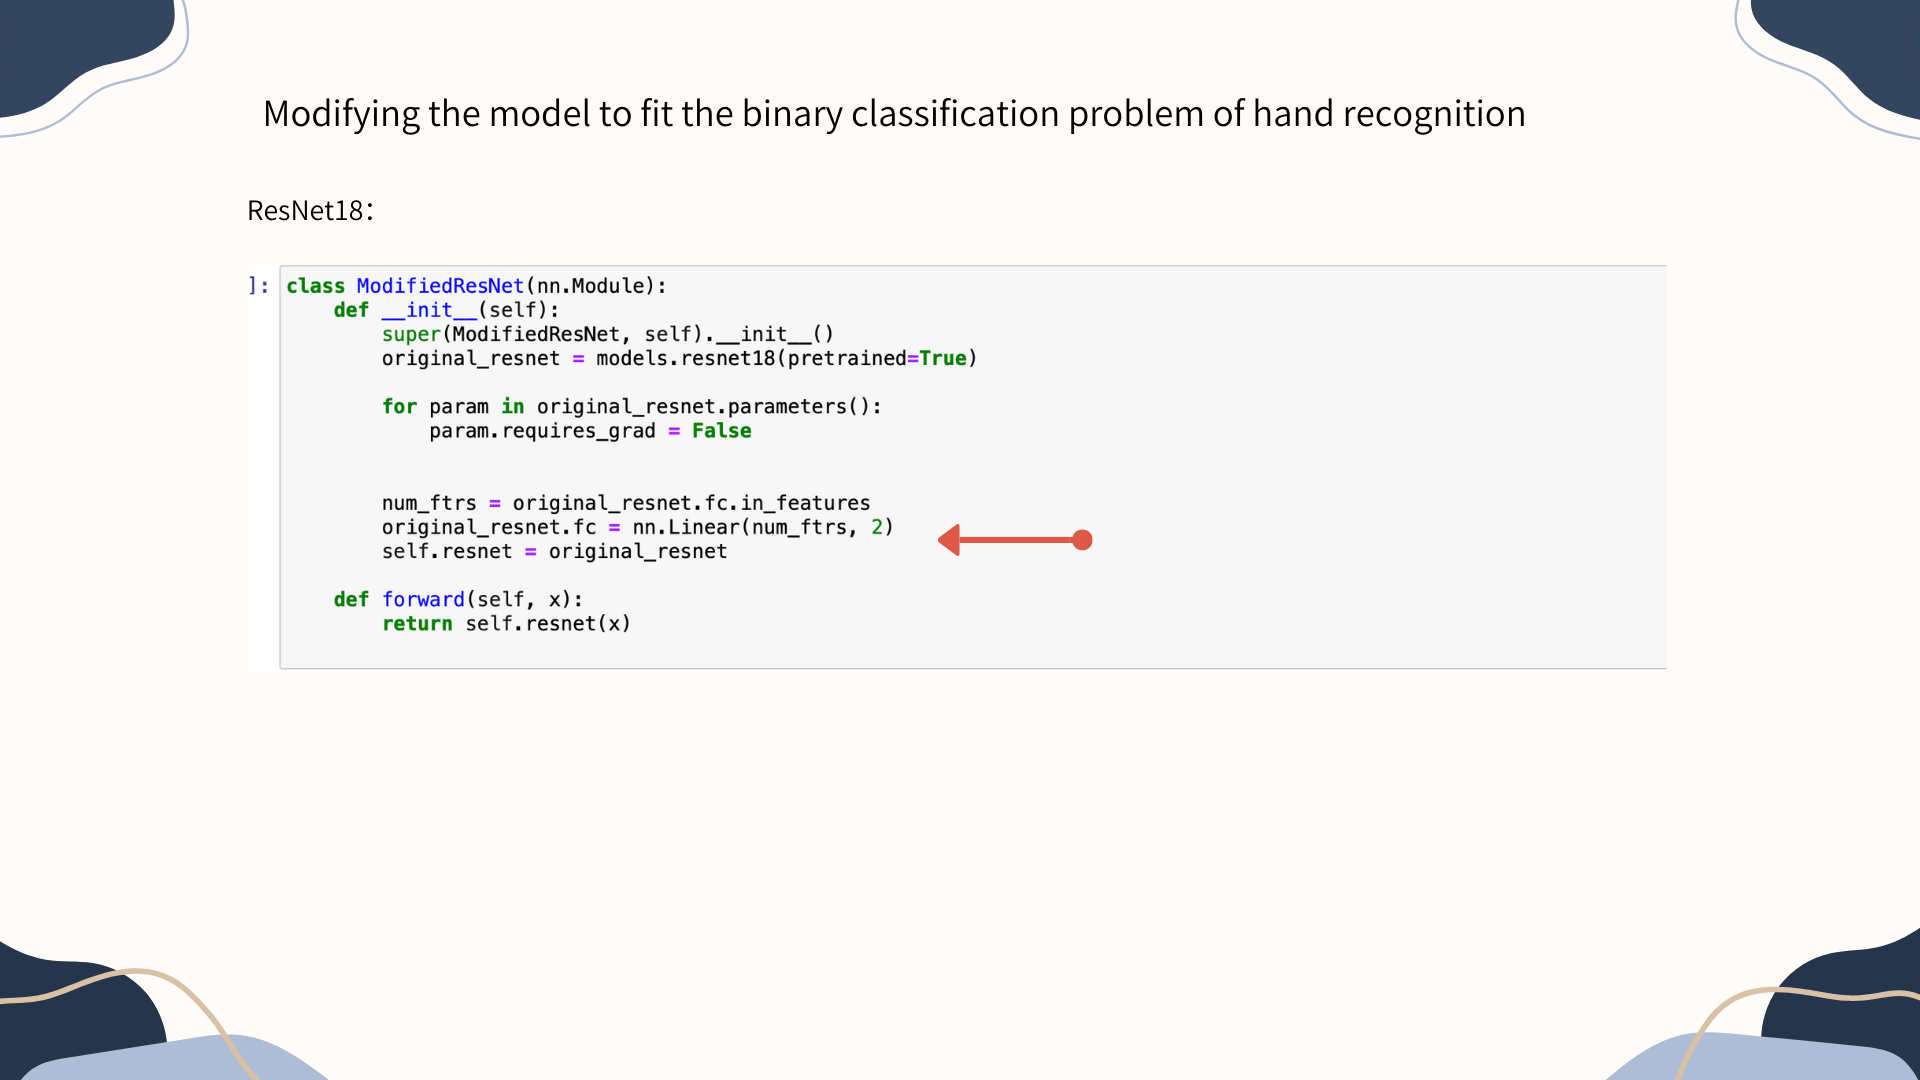 Modifying the model to fit the binary classification problem of hand recognition
ResNet18：
]: class ModifiedResNet(nn.Module):
    def __init__(self):
        super(ModifiedResNet, self).__init__()
        original_resnet = models.resnet18(pretrained=True)
        for param in original_resnet.parameters():
            param.requires_grad = False
        num_ftrs = original_resnet.fc.in_features
        original_resnet.fc = nn.Linear(num_ftrs, 2)
        self.resnet = original_resnet
    def forward(self, x):
        return self.resnet(x)